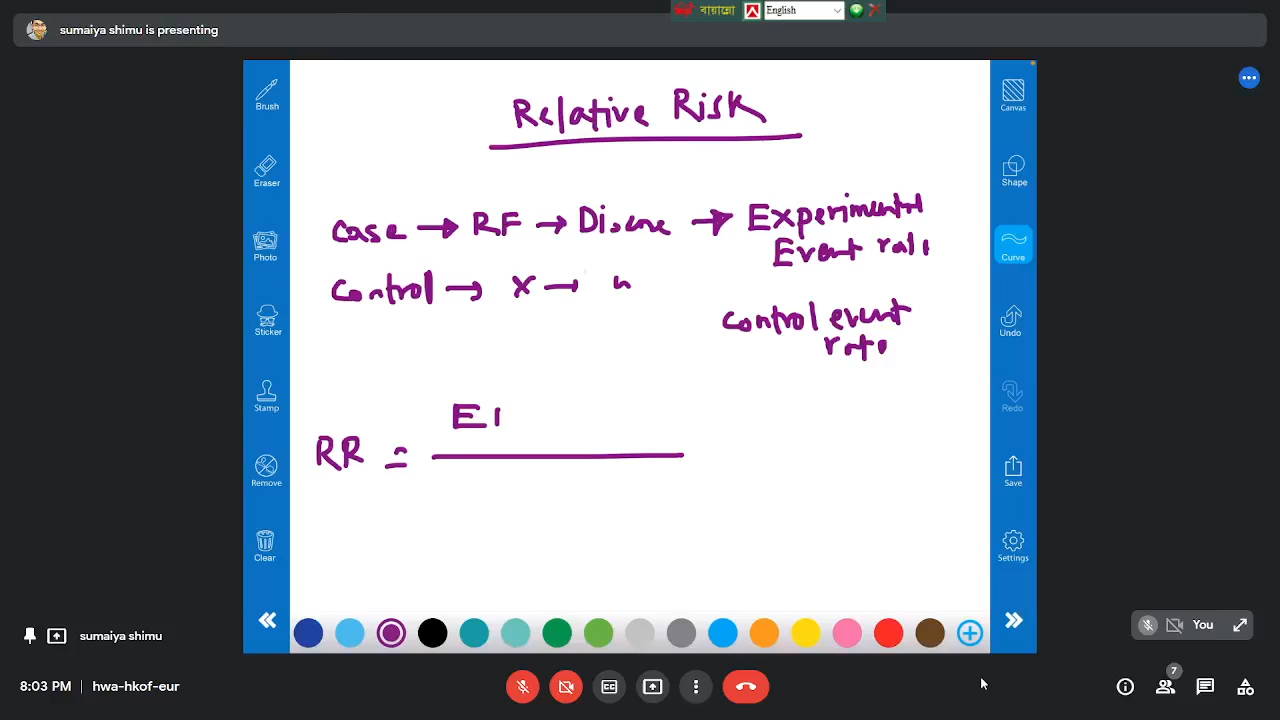 বায়ান্নো English
sumaiya shimu is presenting
Brush
Eraser
Photo
Sticker
Stamp
Remove
Clear
Canvas
Shape
Curve
Undo
Redo
Save
Settings
Relative Risk
Case → RF → Disease → Experimental
Event rate
Control → X →
Control event
rate
RR = E
sumaiya shimu
You
8:03 PM hwa-hkof-eur
7